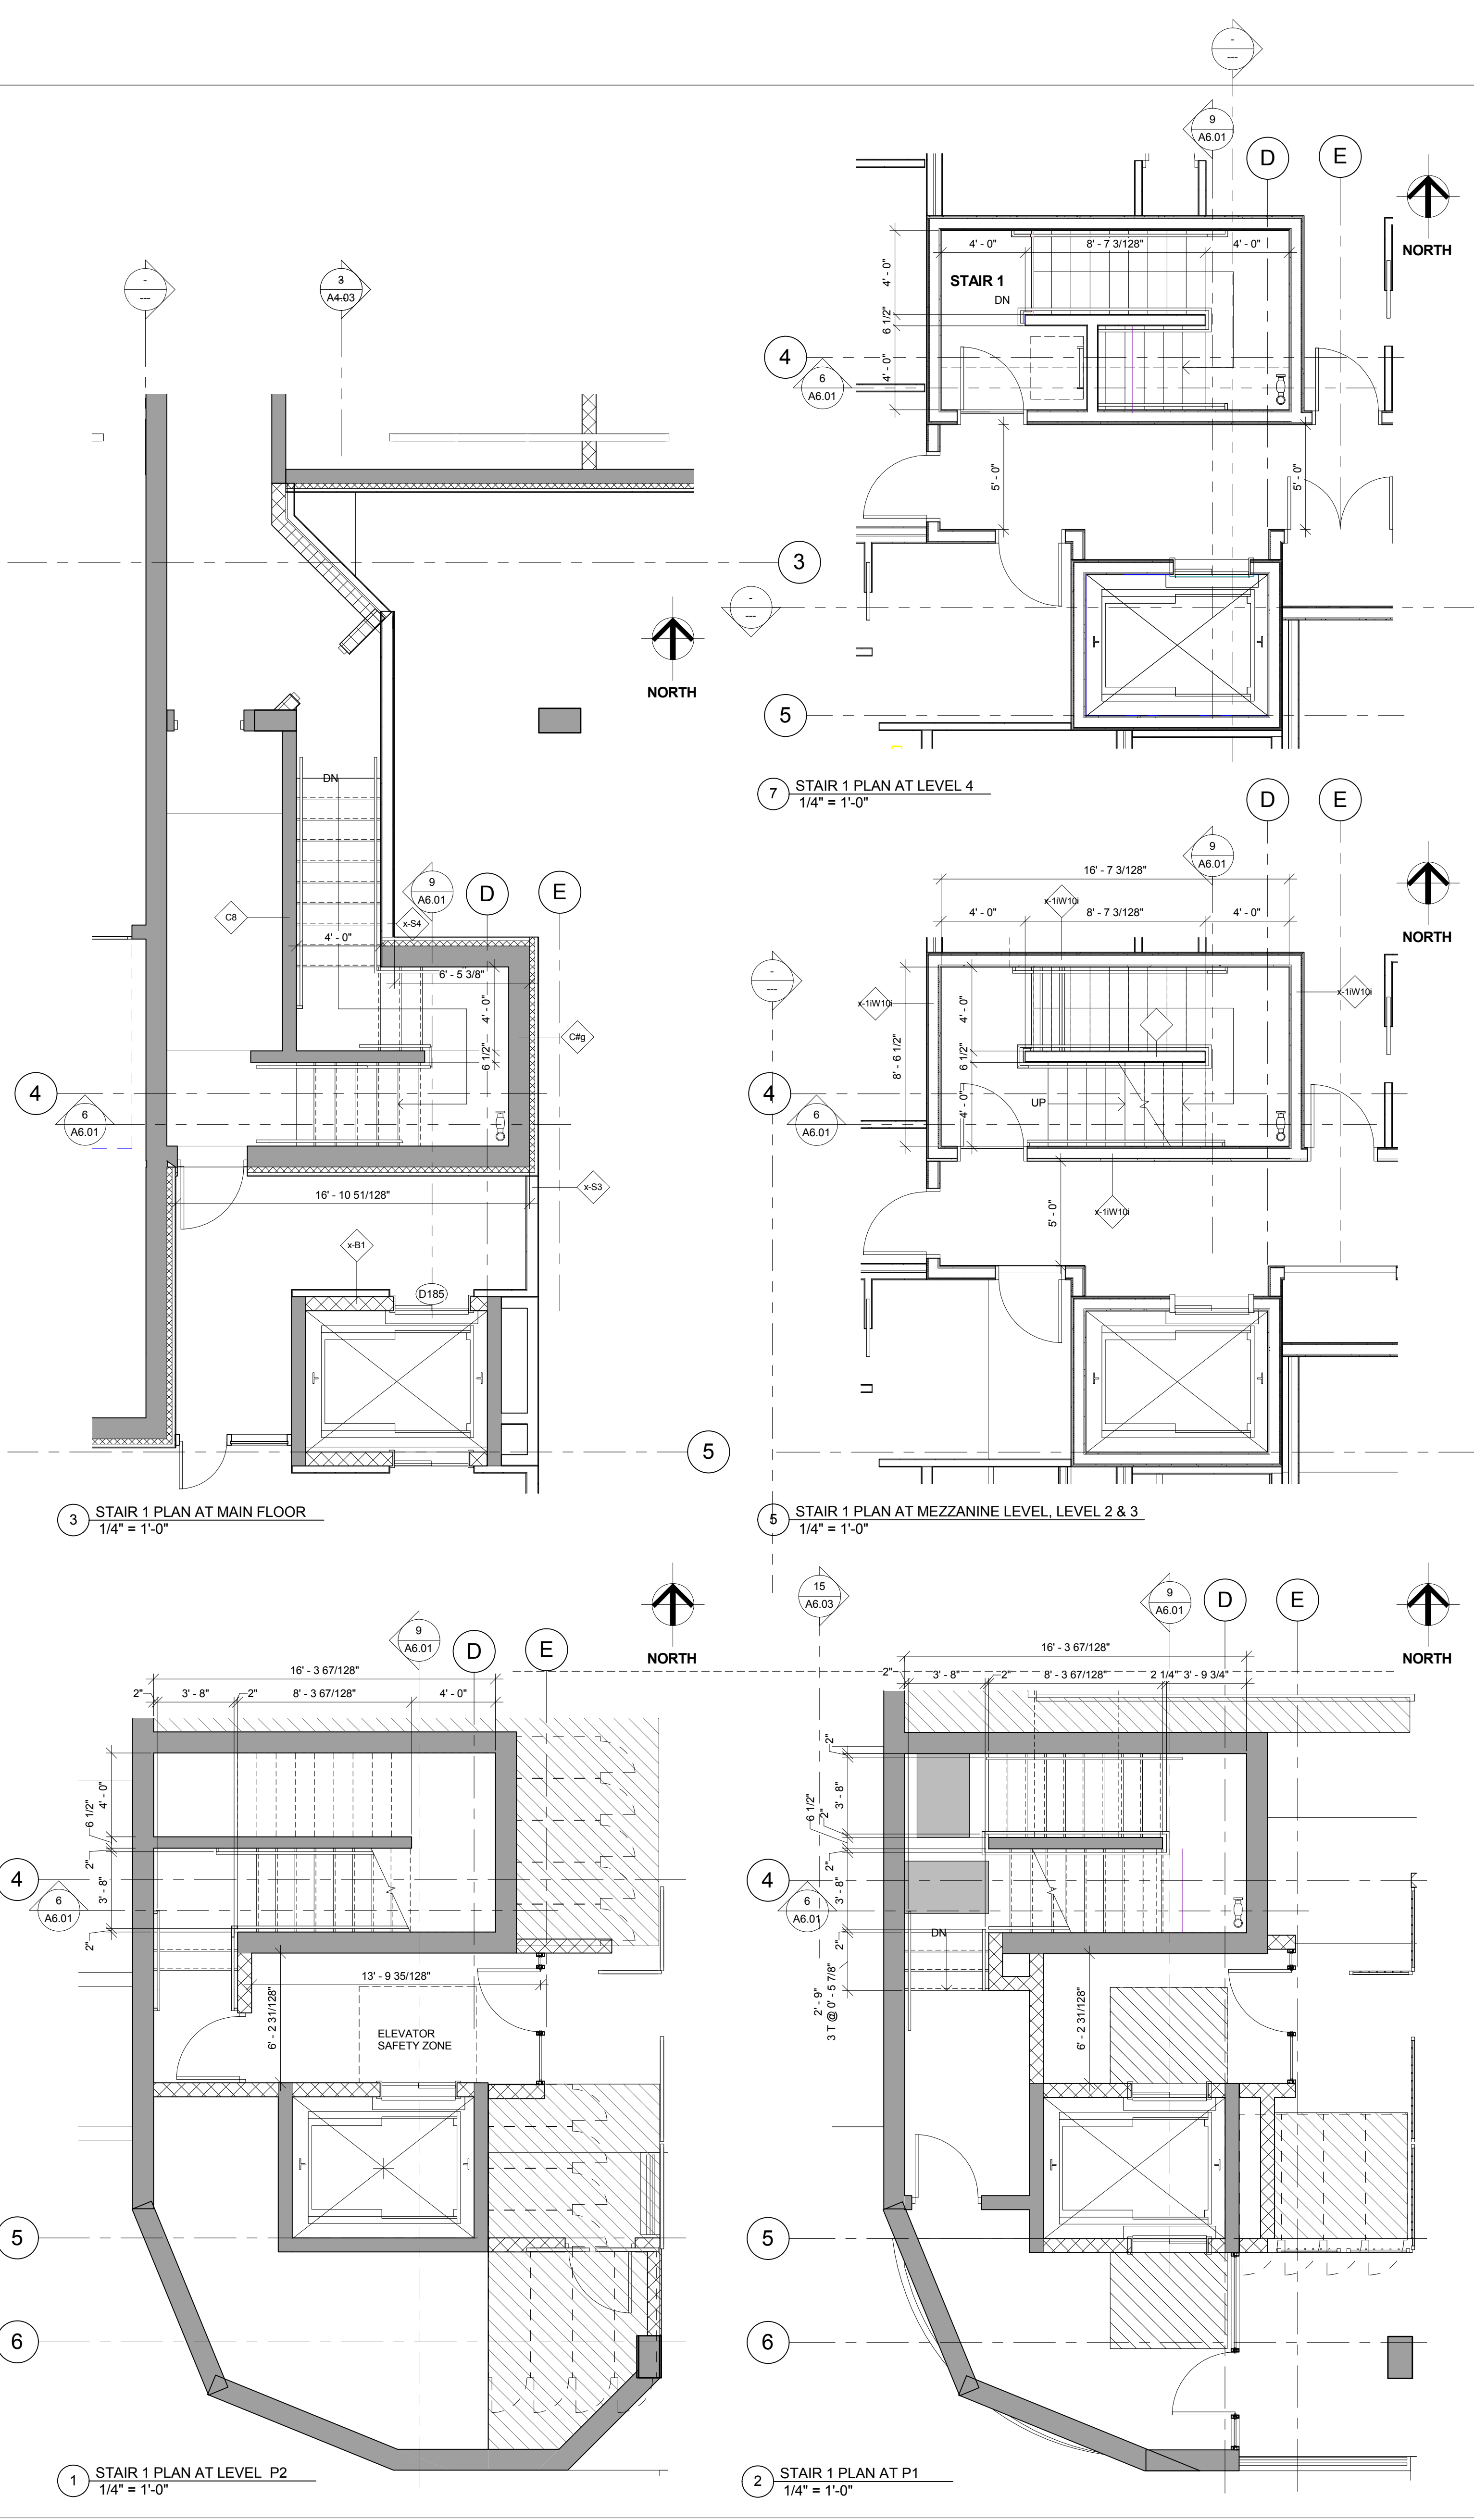 -
---
9
A6.01
D
E
NORTH
4' - 0"
8' - 7 3/128"
4' - 0"
4' - 0"
STAIR 1
DN
6 1/2"
4' - 0"
4
6
A6.01
5' - 0"
5' - 0"
5
7
STAIR 1 PLAN AT LEVEL 4
1/4" = 1'-0"
-
---
3
A4.03
3
-
---
NORTH
DN
C8
9
A6.01
D
E
x-S4
4' - 0"
6' - 5 3/8"
4' - 0"
6 1/2"
C#g
4
6
A6.01
x-S3
16' - 10 51/128"
x-B1
D185
5
3
STAIR 1 PLAN AT MAIN FLOOR
1/4" = 1'-0"
D
E
9
A6.01
NORTH
16' - 7 3/128"
x-1iW10i
4' - 0"
8' - 7 3/128"
4' - 0"
-
---
x-1iW10i
x-1iW10i
8' - 6 1/2"
4' - 0"
6 1/2"
4' - 0"
UP
4
6
A6.01
x-1iW10i
5' - 0"
5
STAIR 1 PLAN AT MEZZANINE LEVEL, LEVEL 2 & 3
1/4" = 1'-0"
9
A6.01
D
E
NORTH
16' - 3 67/128"
2"
3' - 8"
2"
8' - 3 67/128"
4' - 0"
4' - 0"
6 1/2"
2"
3' - 8"
2"
4
6
A6.01
13' - 9 35/128"
6' - 2 31/128"
ELEVATOR
SAFETY ZONE
5
6
1
STAIR 1 PLAN AT LEVEL  P2
1/4" = 1'-0"
15
A6.03
9
A6.01
D
E
NORTH
16' - 3 67/128"
2"
3' - 8"
2"
8' - 3 67/128"
2 1/4"
3' - 9 3/4"
2"
3' - 8"
2"
6 1/2"
2"
3' - 8"
2"
4
6
A6.01
DN
2' - 9"
3 T @ 0' - 5 7/8"
6' - 2 31/128"
5
6
2
STAIR 1 PLAN AT P1
1/4" = 1'-0"